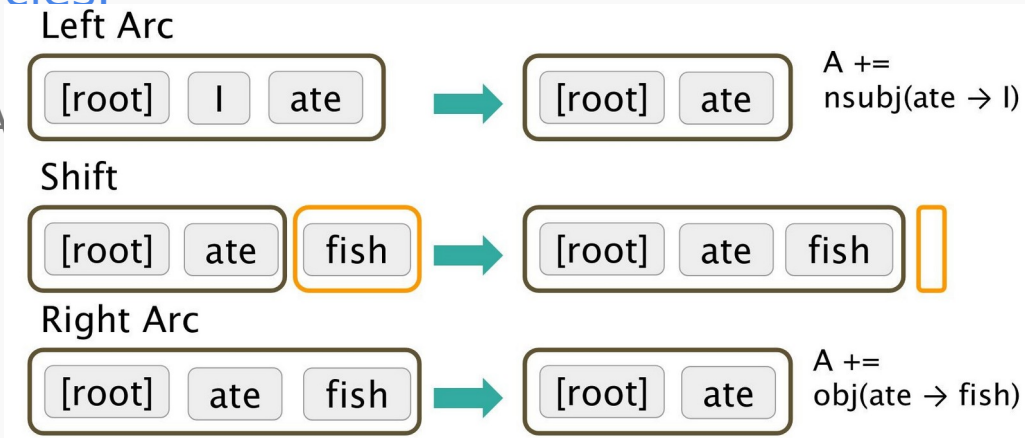 Left Arc
[root] I ate [root] ate
A +=
nsubj(ate → I)
Shift
[root] ate fish [root] ate fish
Right Arc
[root] ate fish [root] ate
A +=
obj(ate → fish)